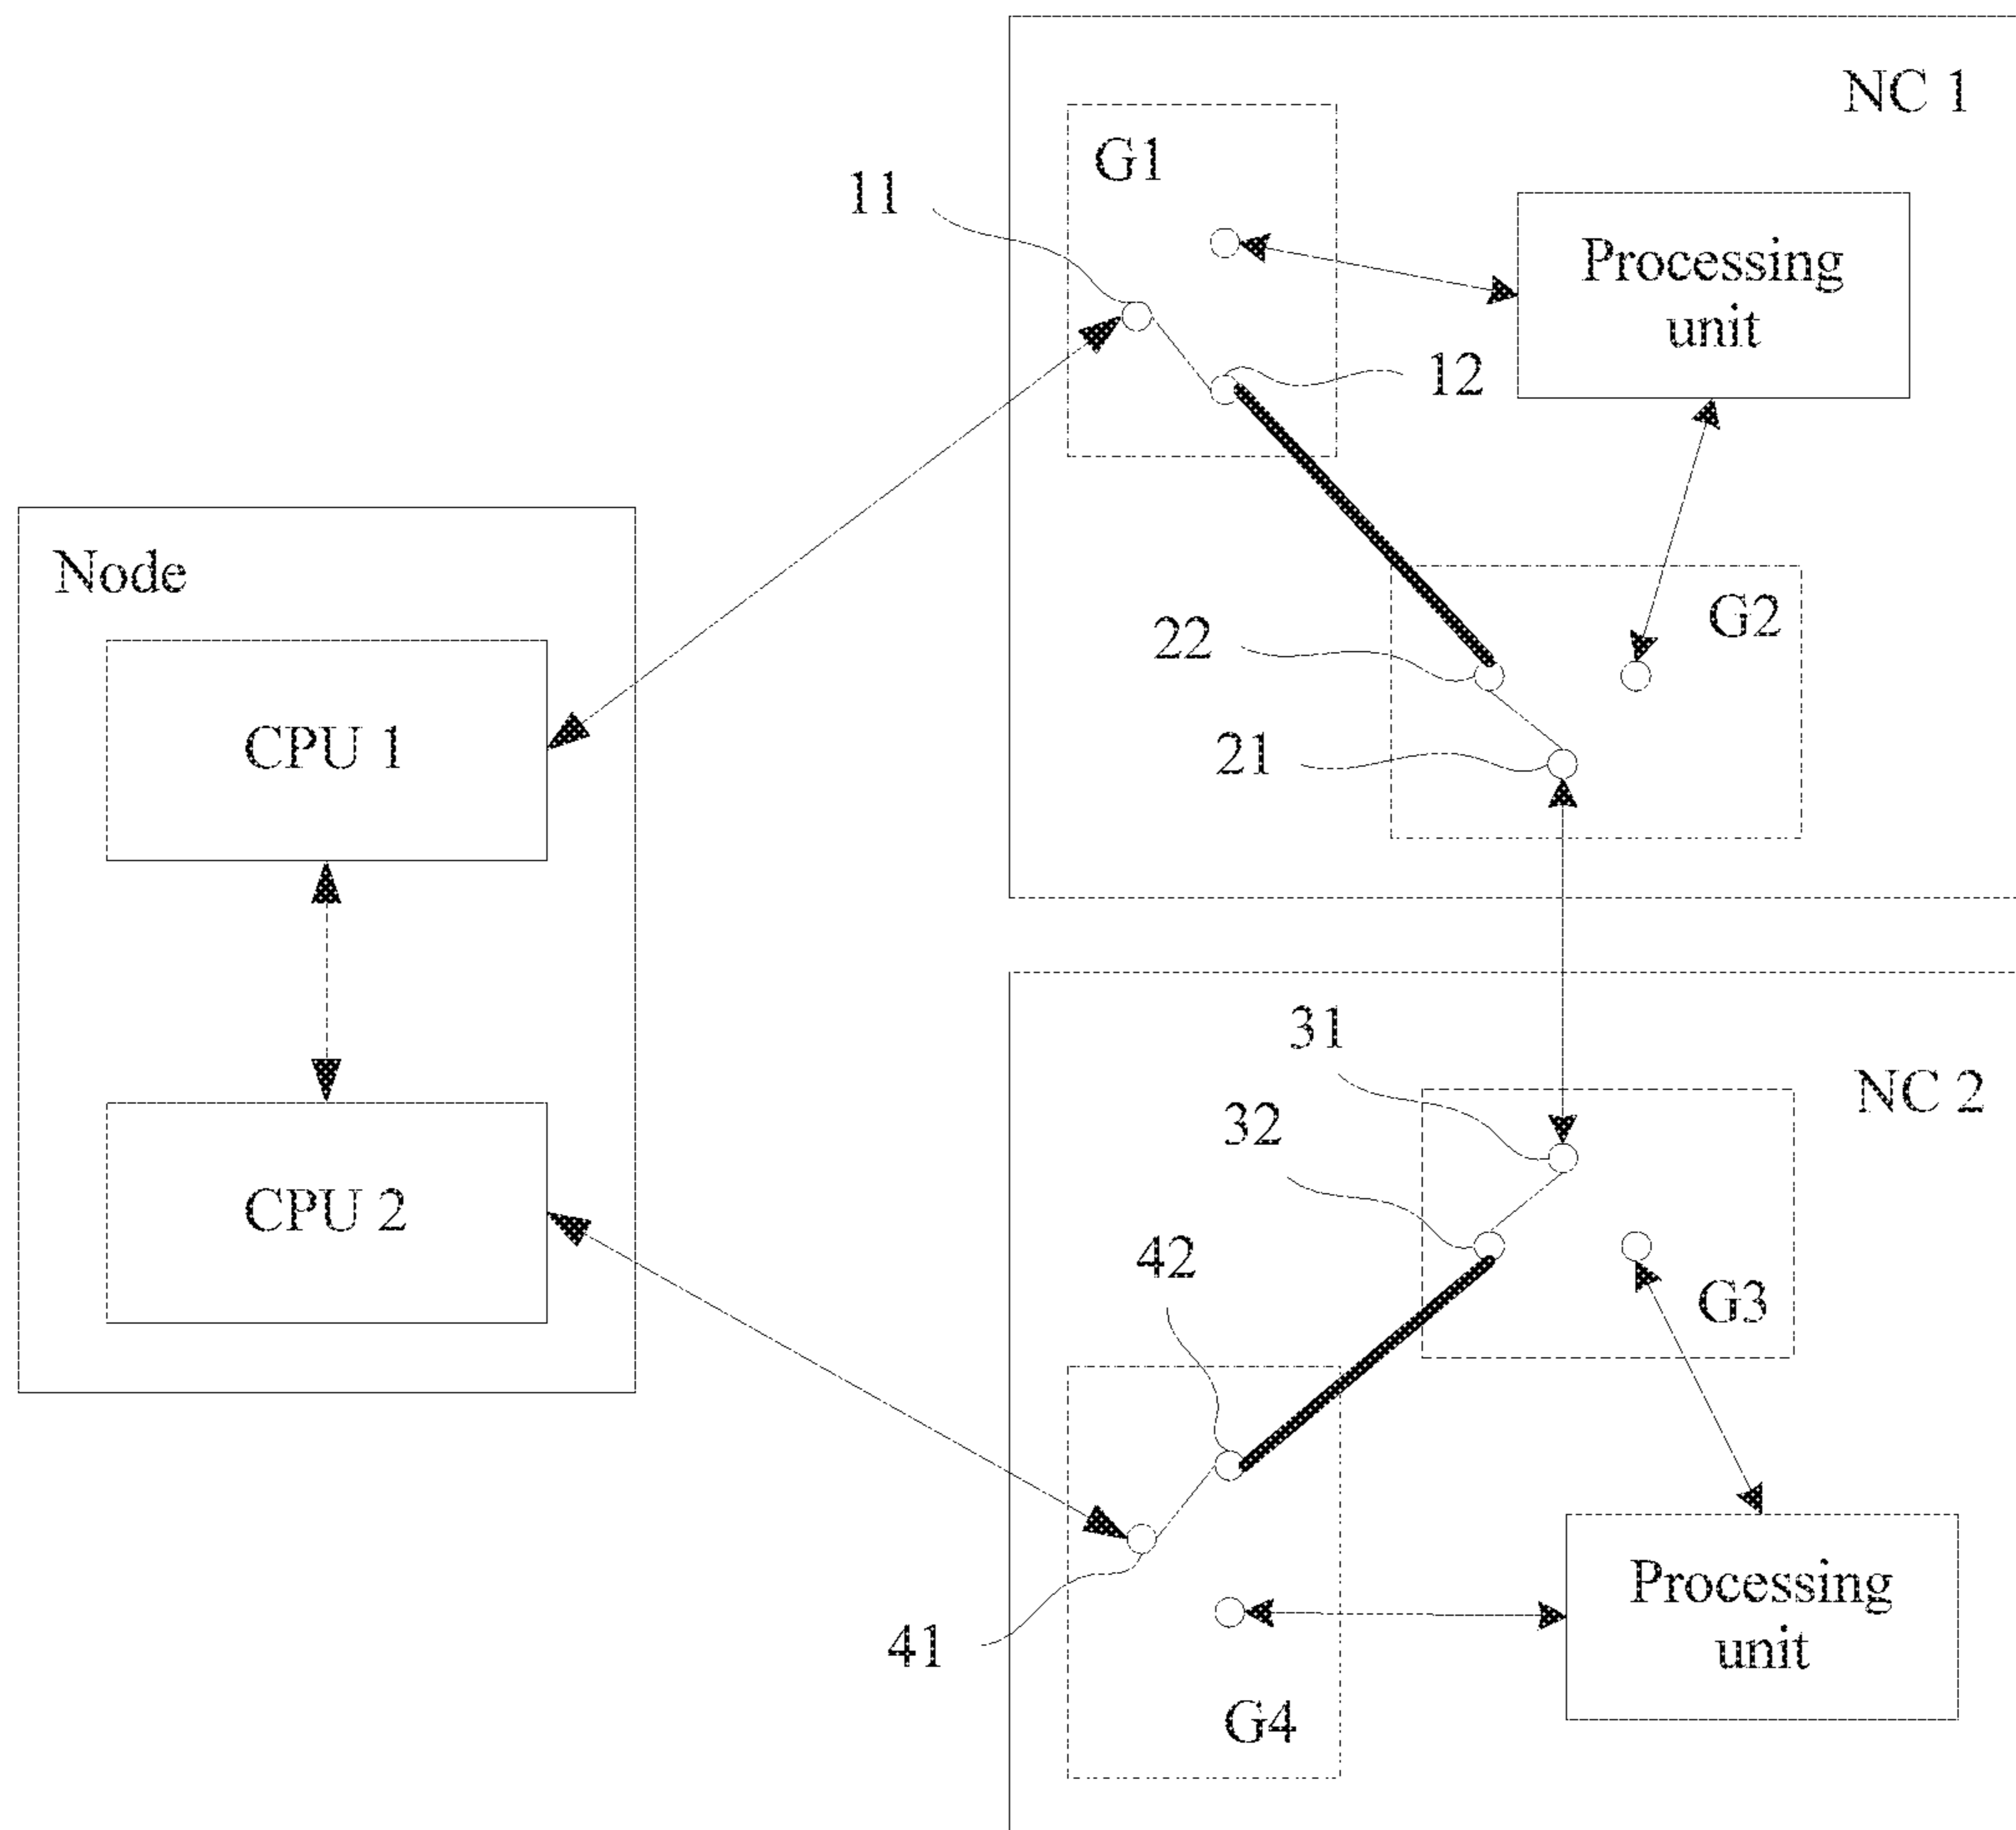 NC 1
G1
11
Processing
unit
12
Node
G2
22
21
CPU 1
31
NC 2
32
CPU 2
42
G3
41
Processing
unit
G4